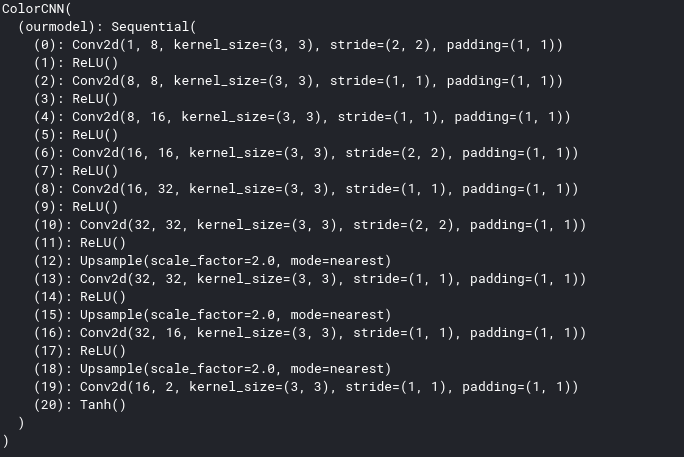 ColorCNN(
  (ourmodel): Sequential(
    (0): Conv2d(1, 8, kernel_size=(3, 3), stride=(2, 2), padding=(1, 1))
    (1): ReLU()
    (2): Conv2d(8, 8, kernel_size=(3, 3), stride=(1, 1), padding=(1, 1))
    (3): ReLU()
    (4): Conv2d(8, 16, kernel_size=(3, 3), stride=(1, 1), padding=(1, 1))
    (5): ReLU()
    (6): Conv2d(16, 16, kernel_size=(3, 3), stride=(2, 2), padding=(1, 1))
    (7): ReLU()
    (8): Conv2d(16, 32, kernel_size=(3, 3), stride=(1, 1), padding=(1, 1))
    (9): ReLU()
    (10): Conv2d(32, 32, kernel_size=(3, 3), stride=(2, 2), padding=(1, 1))
    (11): ReLU()
    (12): Upsample(scale_factor=2.0, mode=nearest)
    (13): Conv2d(32, 32, kernel_size=(3, 3), stride=(1, 1), padding=(1, 1))
    (14): ReLU()
    (15): Upsample(scale_factor=2.0, mode=nearest)
    (16): Conv2d(32, 16, kernel_size=(3, 3), stride=(1, 1), padding=(1, 1))
    (17): ReLU()
    (18): Upsample(scale_factor=2.0, mode=nearest)
    (19): Conv2d(16, 2, kernel_size=(3, 3), stride=(1, 1), padding=(1, 1))
    (20): Tanh()
  )
)